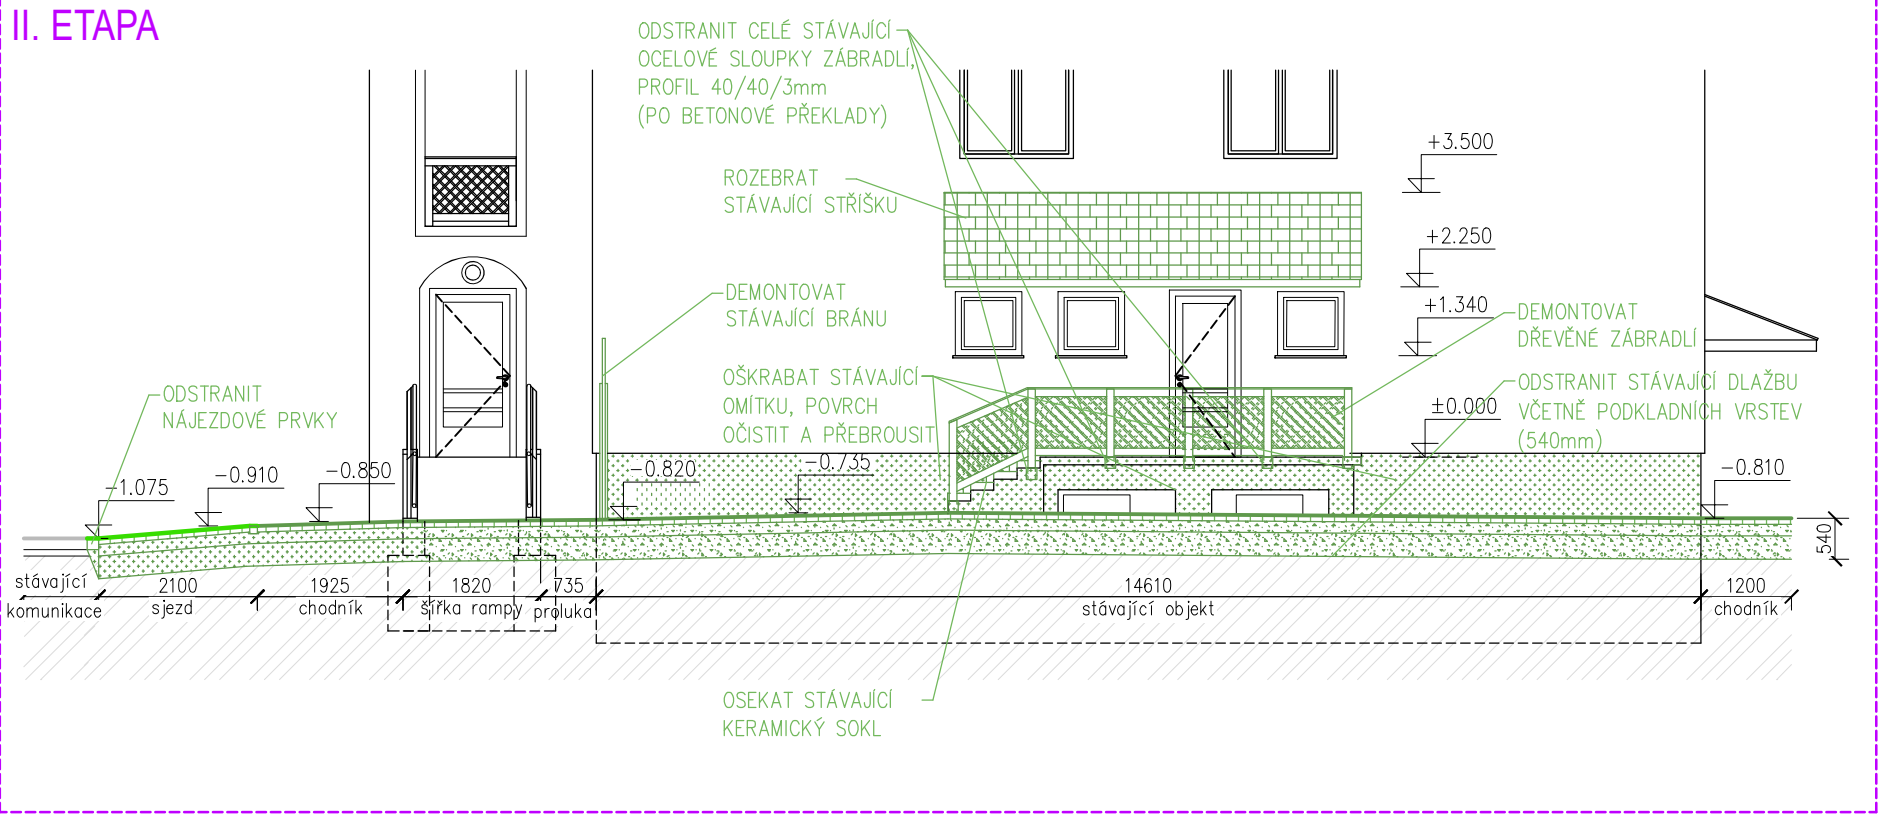 II. ETAPA
ODSTRANIT CELÉ STÁVAJÍCÍ
OCELOVÉ SLOUPKY ZÁBRADLÍ,
PROFIL 40/40/3mm
(PO BETONOVÉ PŘEKLADY)
ROZEBRAT
STÁVAJÍCÍ STŘÍŠKU
+3.500
+2.250
+1.340
±0.000
DEMONTOVAT
STÁVAJÍCÍ BRÁNU
DEMONTOVAT
DŘEVĚNÉ ZÁBRADLÍ
ODSTRANIT
NÁJEZDOVÉ PRVKY
OŠKRABAT STÁVAJÍCÍ
OMÍTKU, POVRCH
OČISTIT A PŘEBROUSIT
ODSTRANIT STÁVAJÍCÍ DLAŽBU
VČETNĚ PODKLADNÍCH VRSTEV
(540mm)
-1.075
-0.910
-0.850
-0.820
-0.735
-0.810
540
stávající
komunikace
2100
sjezd
1925
chodník
1820
šířka rampy
735
proluka
14610
stávající objekt
1200
chodník
OSEKAT STÁVAJÍCÍ
KERAMICKÝ SOKL